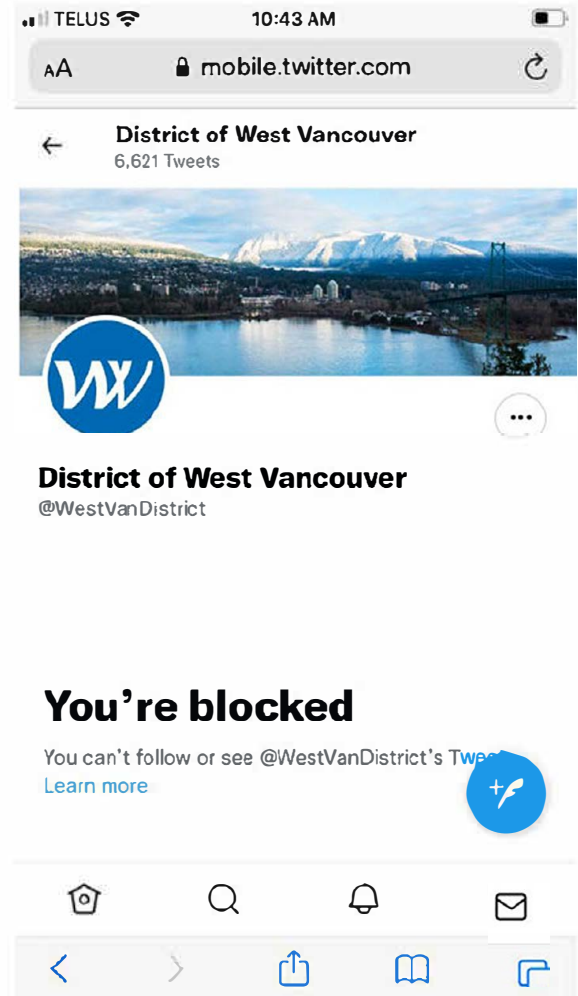 TELUS 10:43 AM
AA mobile.twitter.com
District of West Vancouver
6,621 Tweets
WV
District of West Vancouver
@WestVanDistrict
You're blocked
You can't follow or see @WestVanDistrict's
Learn more